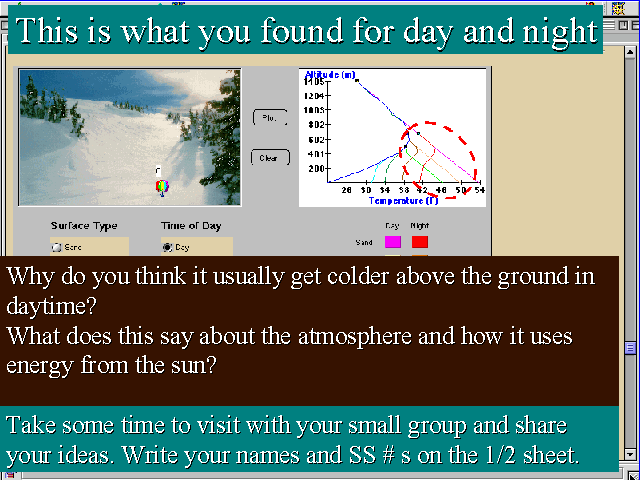 This is what you found for day and night
Altitude (m)
1405
1204
1003
802
602
401
200
26 30 34 38 42 46 50 54
Temperature (F)
Plot
Clear
Surface Type
Time of Day
Day Night
Sand
Day
Sand
Why do you think it usually get colder above the ground in
daytime?
What does this say about the atmosphere and how it uses
energy from the sun?
Take some time to visit with your small group and share
your ideas. Write your names and SS # s on the 1/2 sheet.